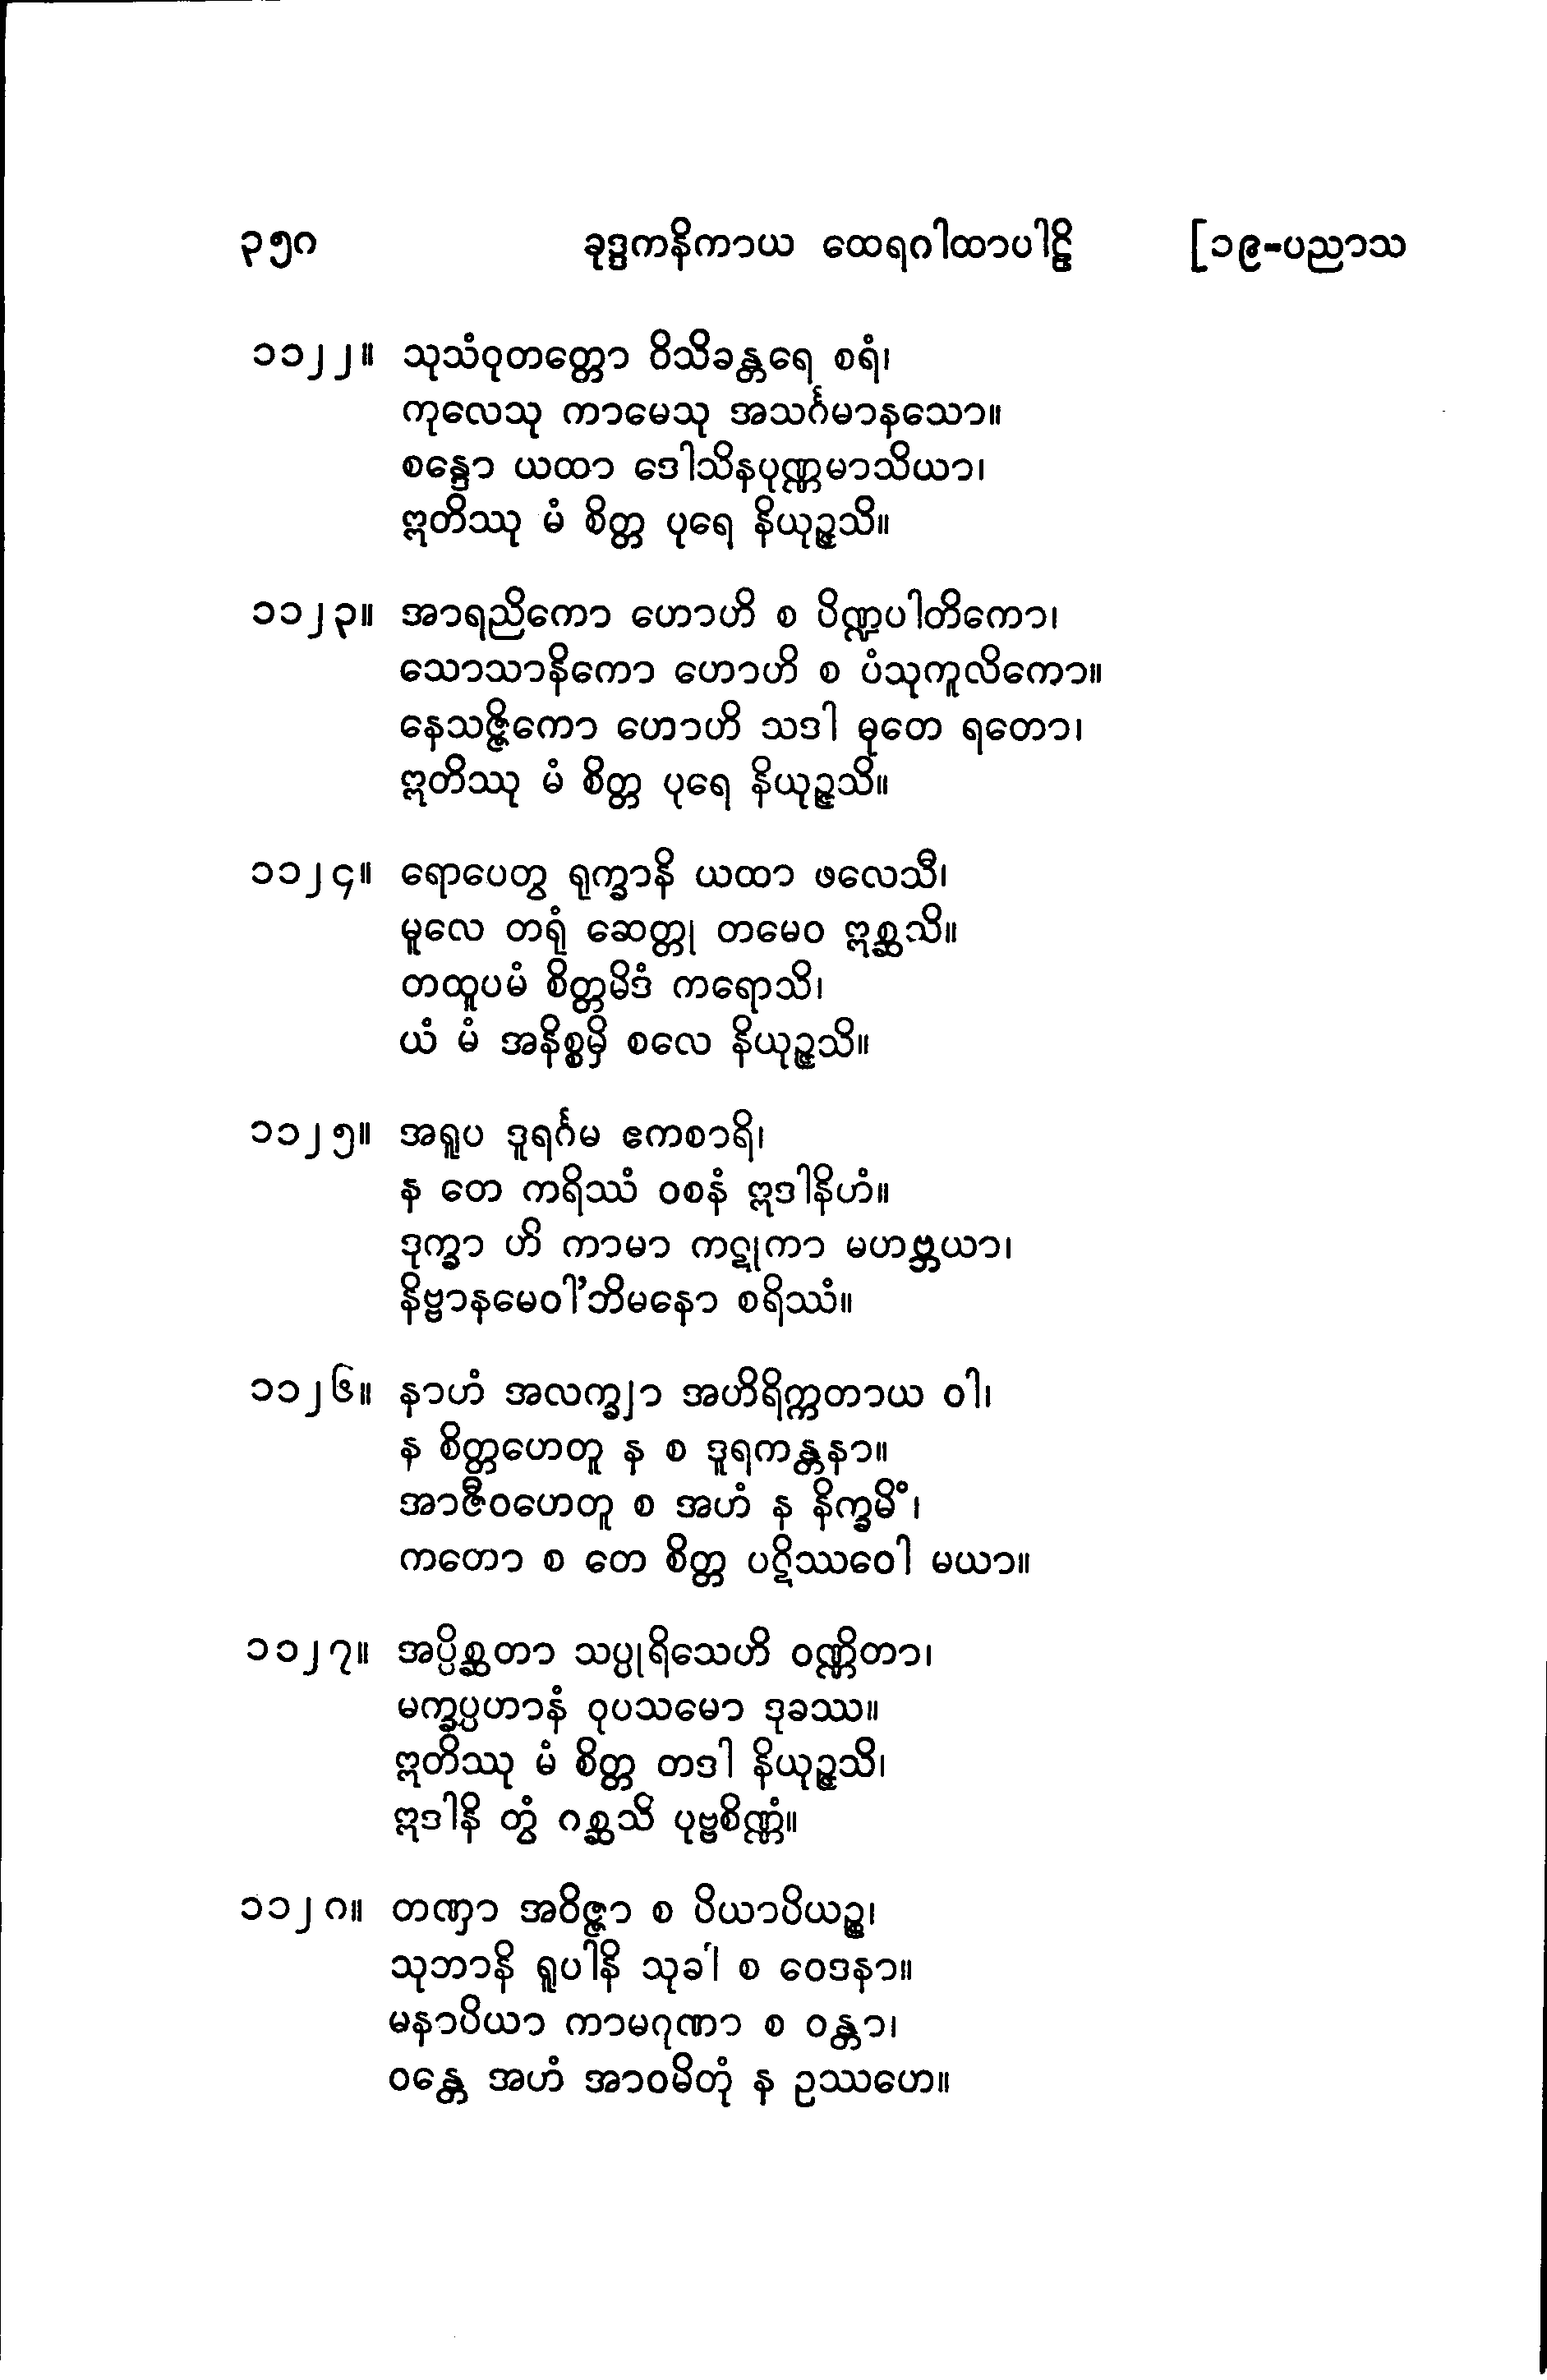 ၃၅၈ ခုဒ္ဒကနိကာယ ထေရဂါထာပါဠိ [၁၉-ပညာသ
၁၁၂၂။ သုသံဝုတတ္တော ဝိသိခန္တရေ စရံ၊
ကုလေသု ကာမေသု အသင်္ဂမာနသော။
စန္ဒော ယထာ ဒေါသိနပုဏ္ဏမာသိယာ၊
ဣတိဿု မံ စိတ္တ ပုရေ နိယုဉ္ဇသိ။
၁၁၂၃။ အာရညိကော ဟောဟိ စ ပိဏ္ဍပါတိကော၊
သောသာနိကော ဟောဟိ စ ပံသုကူလိကော။
နေသဇ္ဇိကော ဟောဟိ သဒါ ဓုတေ ရတော၊
ဣတိဿု မံ စိတ္တ ပုရေ နိယုဉ္ဇသိ။
၁၁၂၄။ ရောပေတွ ရုက္ခာနိ ယထာ ဖလေသီ၊
မူလေ တရုံ ဆေတ္တု တမေဝ ဣစ္ဆသိ။
တထူပမံ စိတ္တမိဒံ ကရောသိ၊
ယံ မံ အနိစ္စမှိ စလေ နိယုဉ္ဇသိ။
၁၁၂၅။ အရူပ ဒူရင်္ဂမ ဧကစာရိ၊
န တေ ကရိဿံ ဝစနံ ဣဒါနိဟံ။
ဒုက္ခာ ဟိ ကာမာ ကဋုကာ မဟဗ္ဘယာ၊
နိဗ္ဗာနမေဝါ'ဘိမနော စရိဿံ။
၁၁၂၆။ နာဟံ အလက္ချာ အဟိရိက္ကတာယ ဝါ၊
န စိတ္တဟေတူ န စ ဒူရကန္တနာ။
အာဇီဝဟေတူ စ အဟံ န နိက္ခမိံ၊
ကတော စ တေ စိတ္တ ပဋိဿဝေါ မယာ။
၁၁၂၇။ အပ္ပိစ္ဆတာ သပ္ပုရိသေဟိ ဝဏ္ဏိတာ၊
မက္ခပ္ပဟာနံ ဝုပသမော ဒုခဿ။
ဣတိဿု မံ စိတ္တ တဒါ နိယုဉ္ဇသိ၊
ဣဒါနိ တွံ ဂစ္ဆသိ ပုဗ္ဗစိဏ္ဏံ။
၁၁၂၈။ တဏှာ အဝိဇ္ဇာ စ ပိယာပိယဉ္စ၊
သုဘာနိ ရူပါနိ သုခါ စ ဝေဒနာ။
မနာပိယာ ကာမဂုဏာ စ ဝန္တာ၊
ဝန္တေ အဟံ အာဝမိတုံ န ဥဿဟေ။